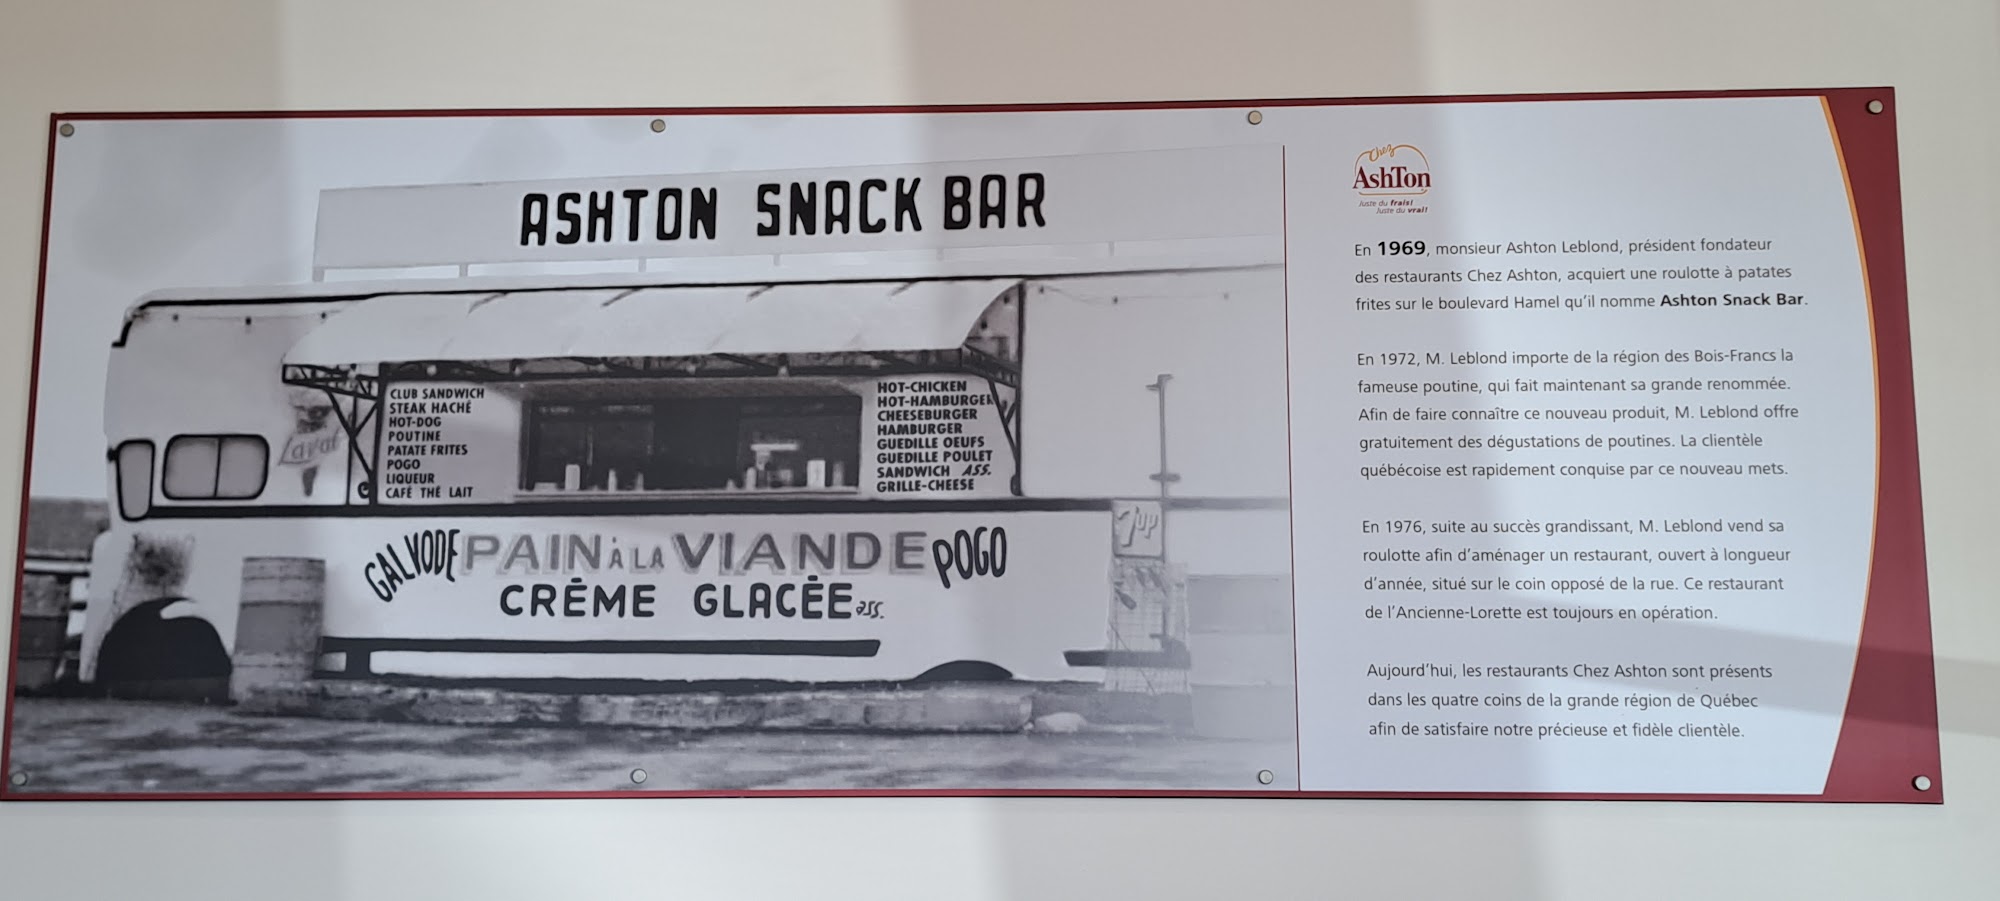 ASHTON SNACK BAR
CLUB SANDWICH
STEAK HACHÉ
HOT-DOG
POUTINE
PATATE FRITES
POGO
LIQUEUR
CAFÉ THÉ LAIT
HOT-CHICKEN
HOT-HAMBURGER
CHEESEBURGER
HAMBURGER
GUEDILLE OEUFS
GUEDILLE POULET
SANDWICH ASS.
GRILLE-CHEESE
Laval
GALVODE PAIN À LA VIANDE POGO
CRÈME GLACÉE ass.
7up
Chez
AshTon
Juste du frais!
Juste du vrai!
En 1969, monsieur Ashton Leblond, président fondateur
des restaurants Chez Ashton, acquiert une roulotte à patates
frites sur le boulevard Hamel qu'il nomme Ashton Snack Bar.
En 1972, M. Leblond importe de la région des Bois-Francs la
fameuse poutine, qui fait maintenant sa grande renommée.
Afin de faire connaître ce nouveau produit, M. Leblond offre
gratuitement des dégustations de poutines. La clientèle
québécoise est rapidement conquise par ce nouveau mets.
En 1976, suite au succès grandissant, M. Leblond vend sa
roulotte afin d'aménager un restaurant, ouvert à longueur
d'année, situé sur le coin opposé de la rue. Ce restaurant
de l'Ancienne-Lorette est toujours en opération.
Aujourd'hui, les restaurants Chez Ashton sont présents
dans les quatre coins de la grande région de Québec
afin de satisfaire notre précieuse et fidèle clientèle.